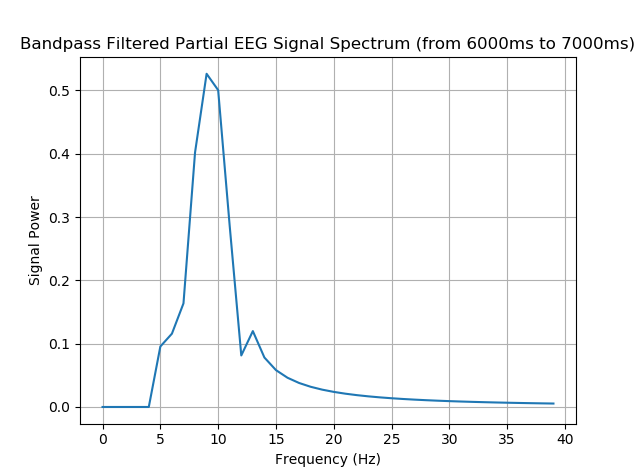 Bandpass Filtered Partial EEG Signal Spectrum (from 6000ms to 7000ms)
0.5
0.4
0.3
0.2
0.1
0.0
Signal Power
0 5 10 15 20 25 30 35 40
Frequency (Hz)